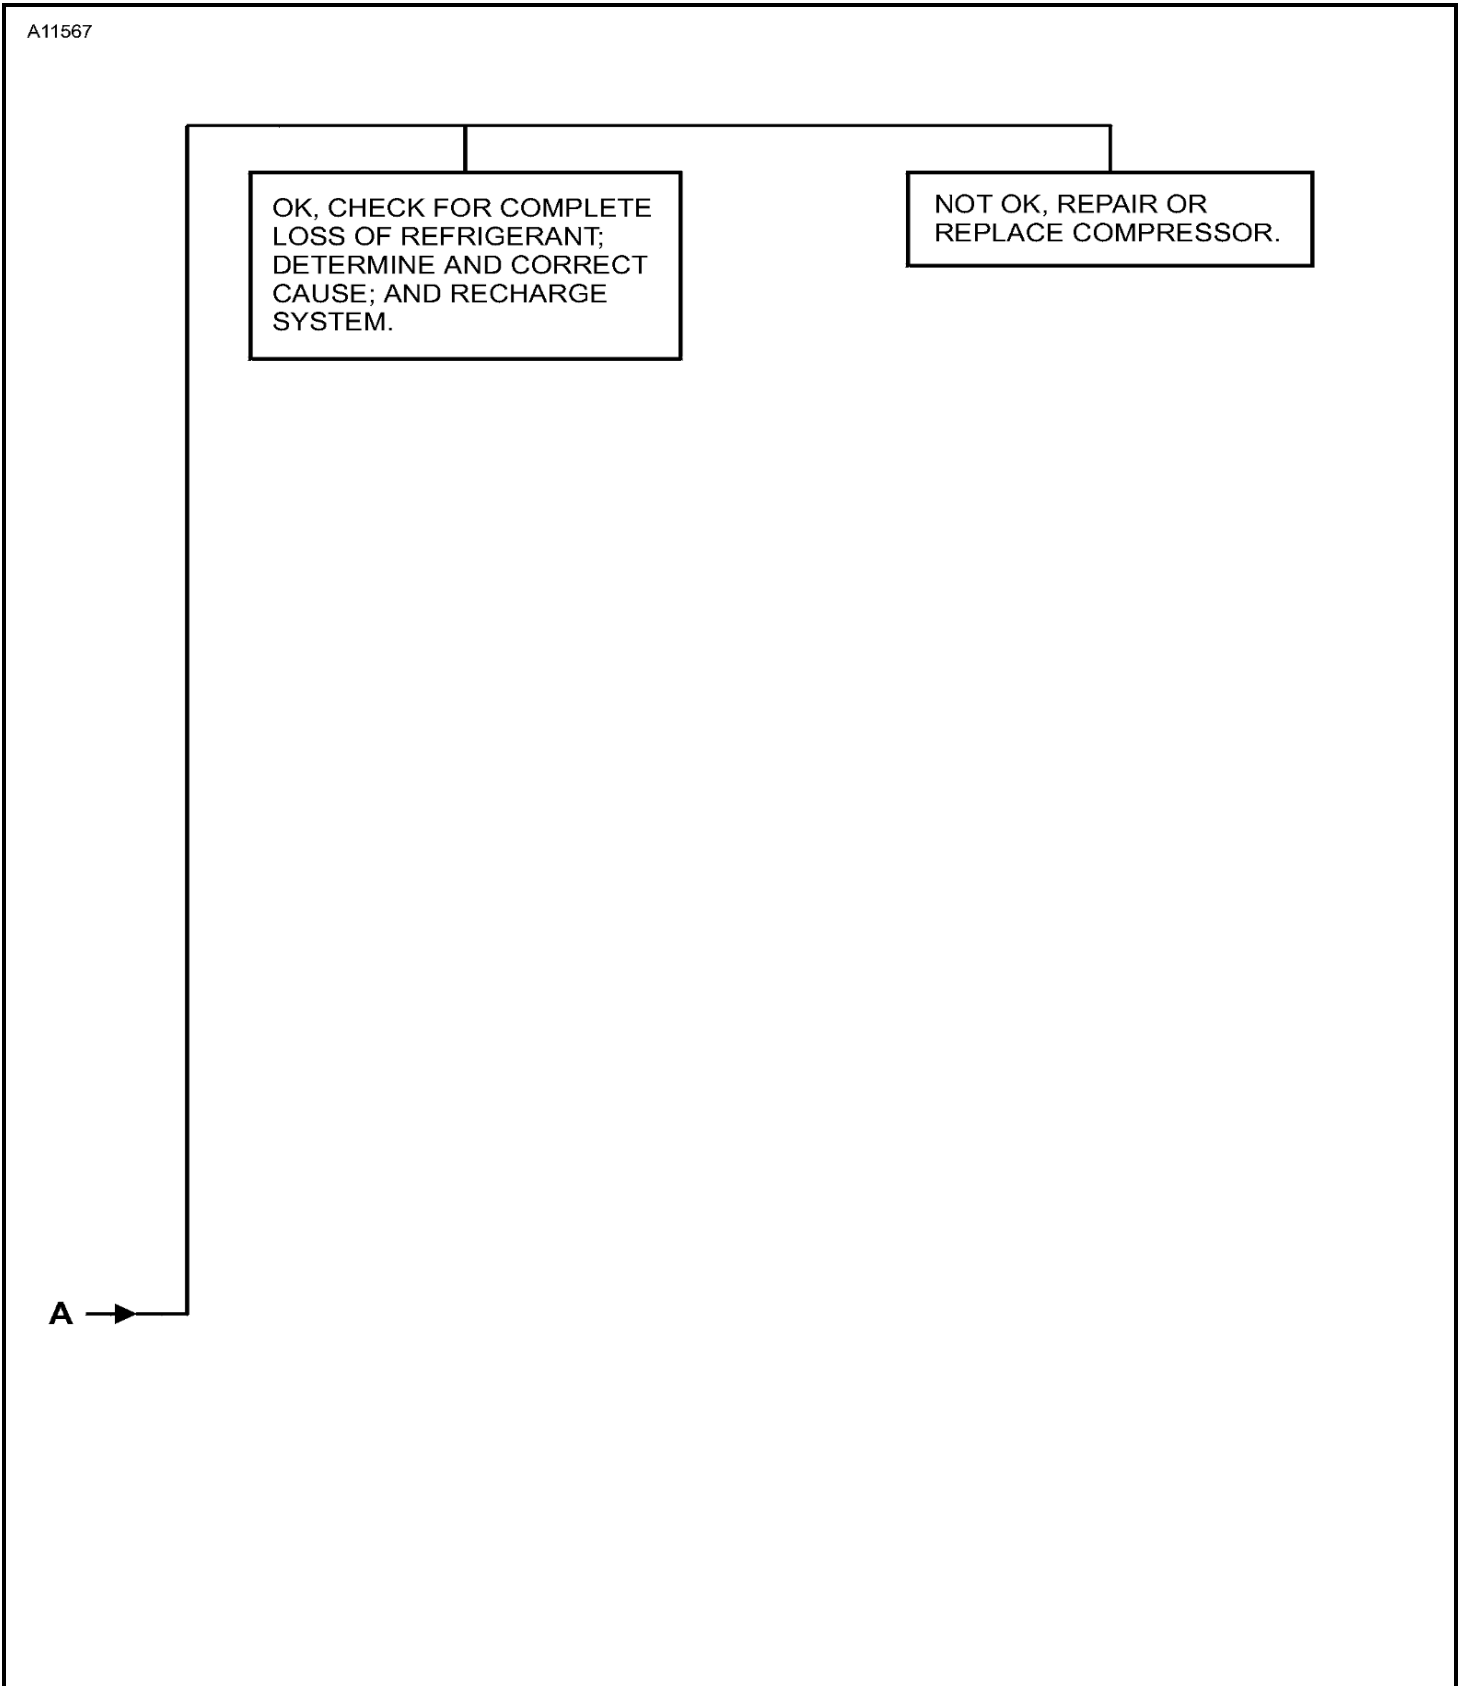 A11567
OK, CHECK FOR COMPLETE
LOSS OF REFRIGERANT;
DETERMINE AND CORRECT
CAUSE; AND RECHARGE
SYSTEM.
NOT OK, REPAIR OR
REPLACE COMPRESSOR.
A